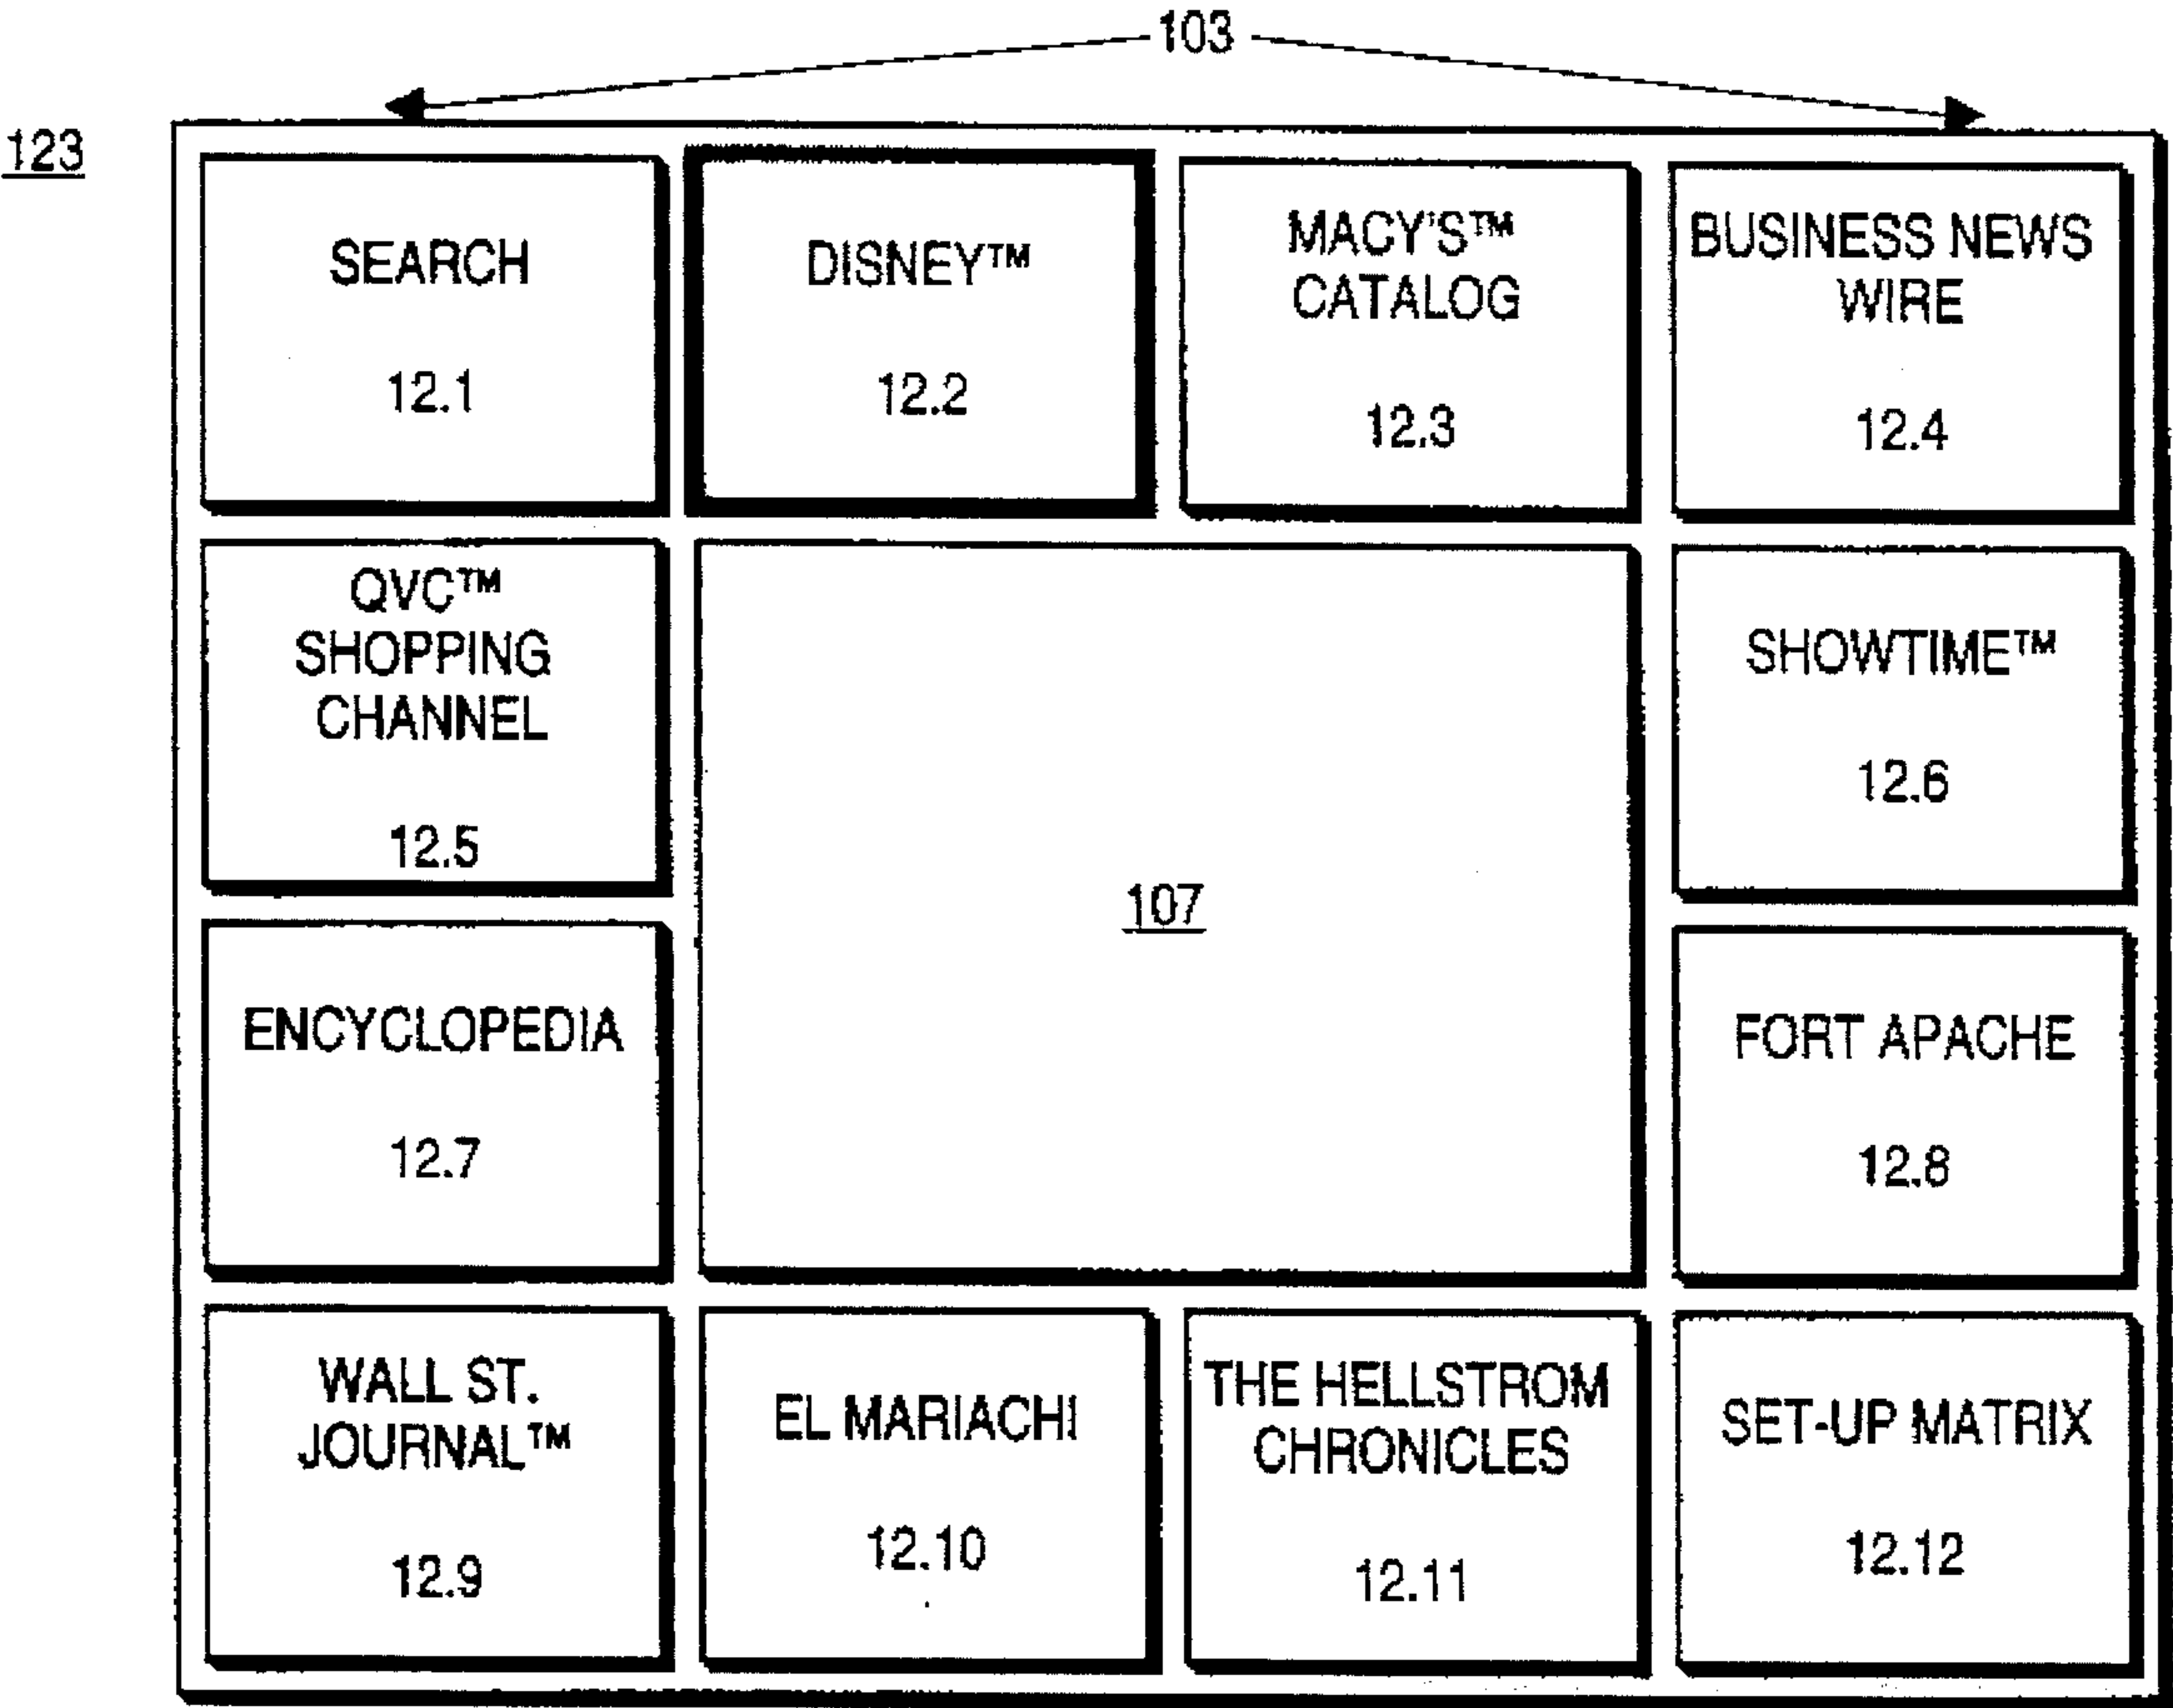 103
123
SEARCH
12.1
DISNEY™
12.2
MACY'S™
CATALOG
12.3
BUSINESS NEWS
WIRE
12.4
QVC™
SHOPPING
CHANNEL
12.5
107
SHOWTIME™
12.6
ENCYCLOPEDIA
12.7
FORT APACHE
12.8
WALL ST.
JOURNAL™
12.9
EL MARIACHI
12.10
THE HELLSTROM
CHRONICLES
12.11
SET-UP MATRIX
12.12